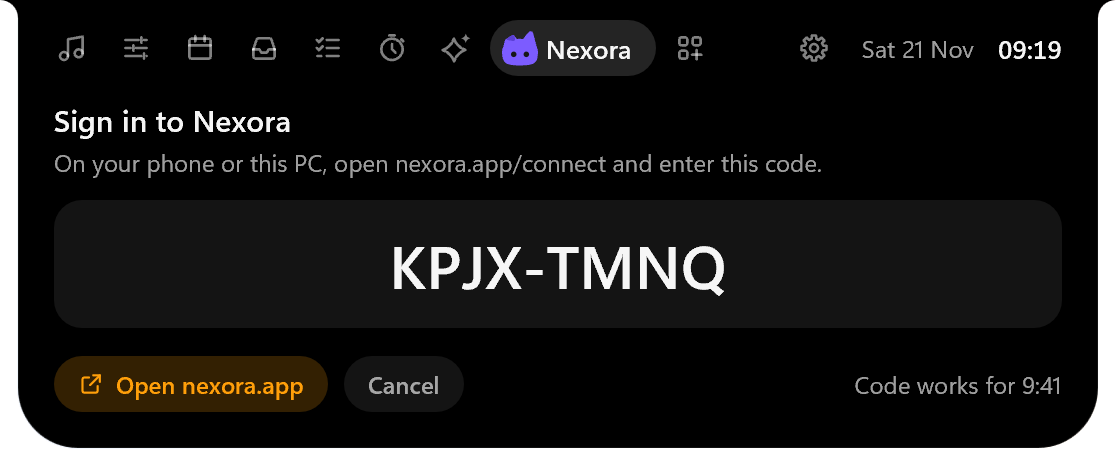 Nexora Sat 21 Nov 09:19
Sign in to Nexora
On your phone or this PC, open nexora.app/connect and enter this code.
KPJX-TMNQ
Open nexora.app Cancel Code works for 9:41